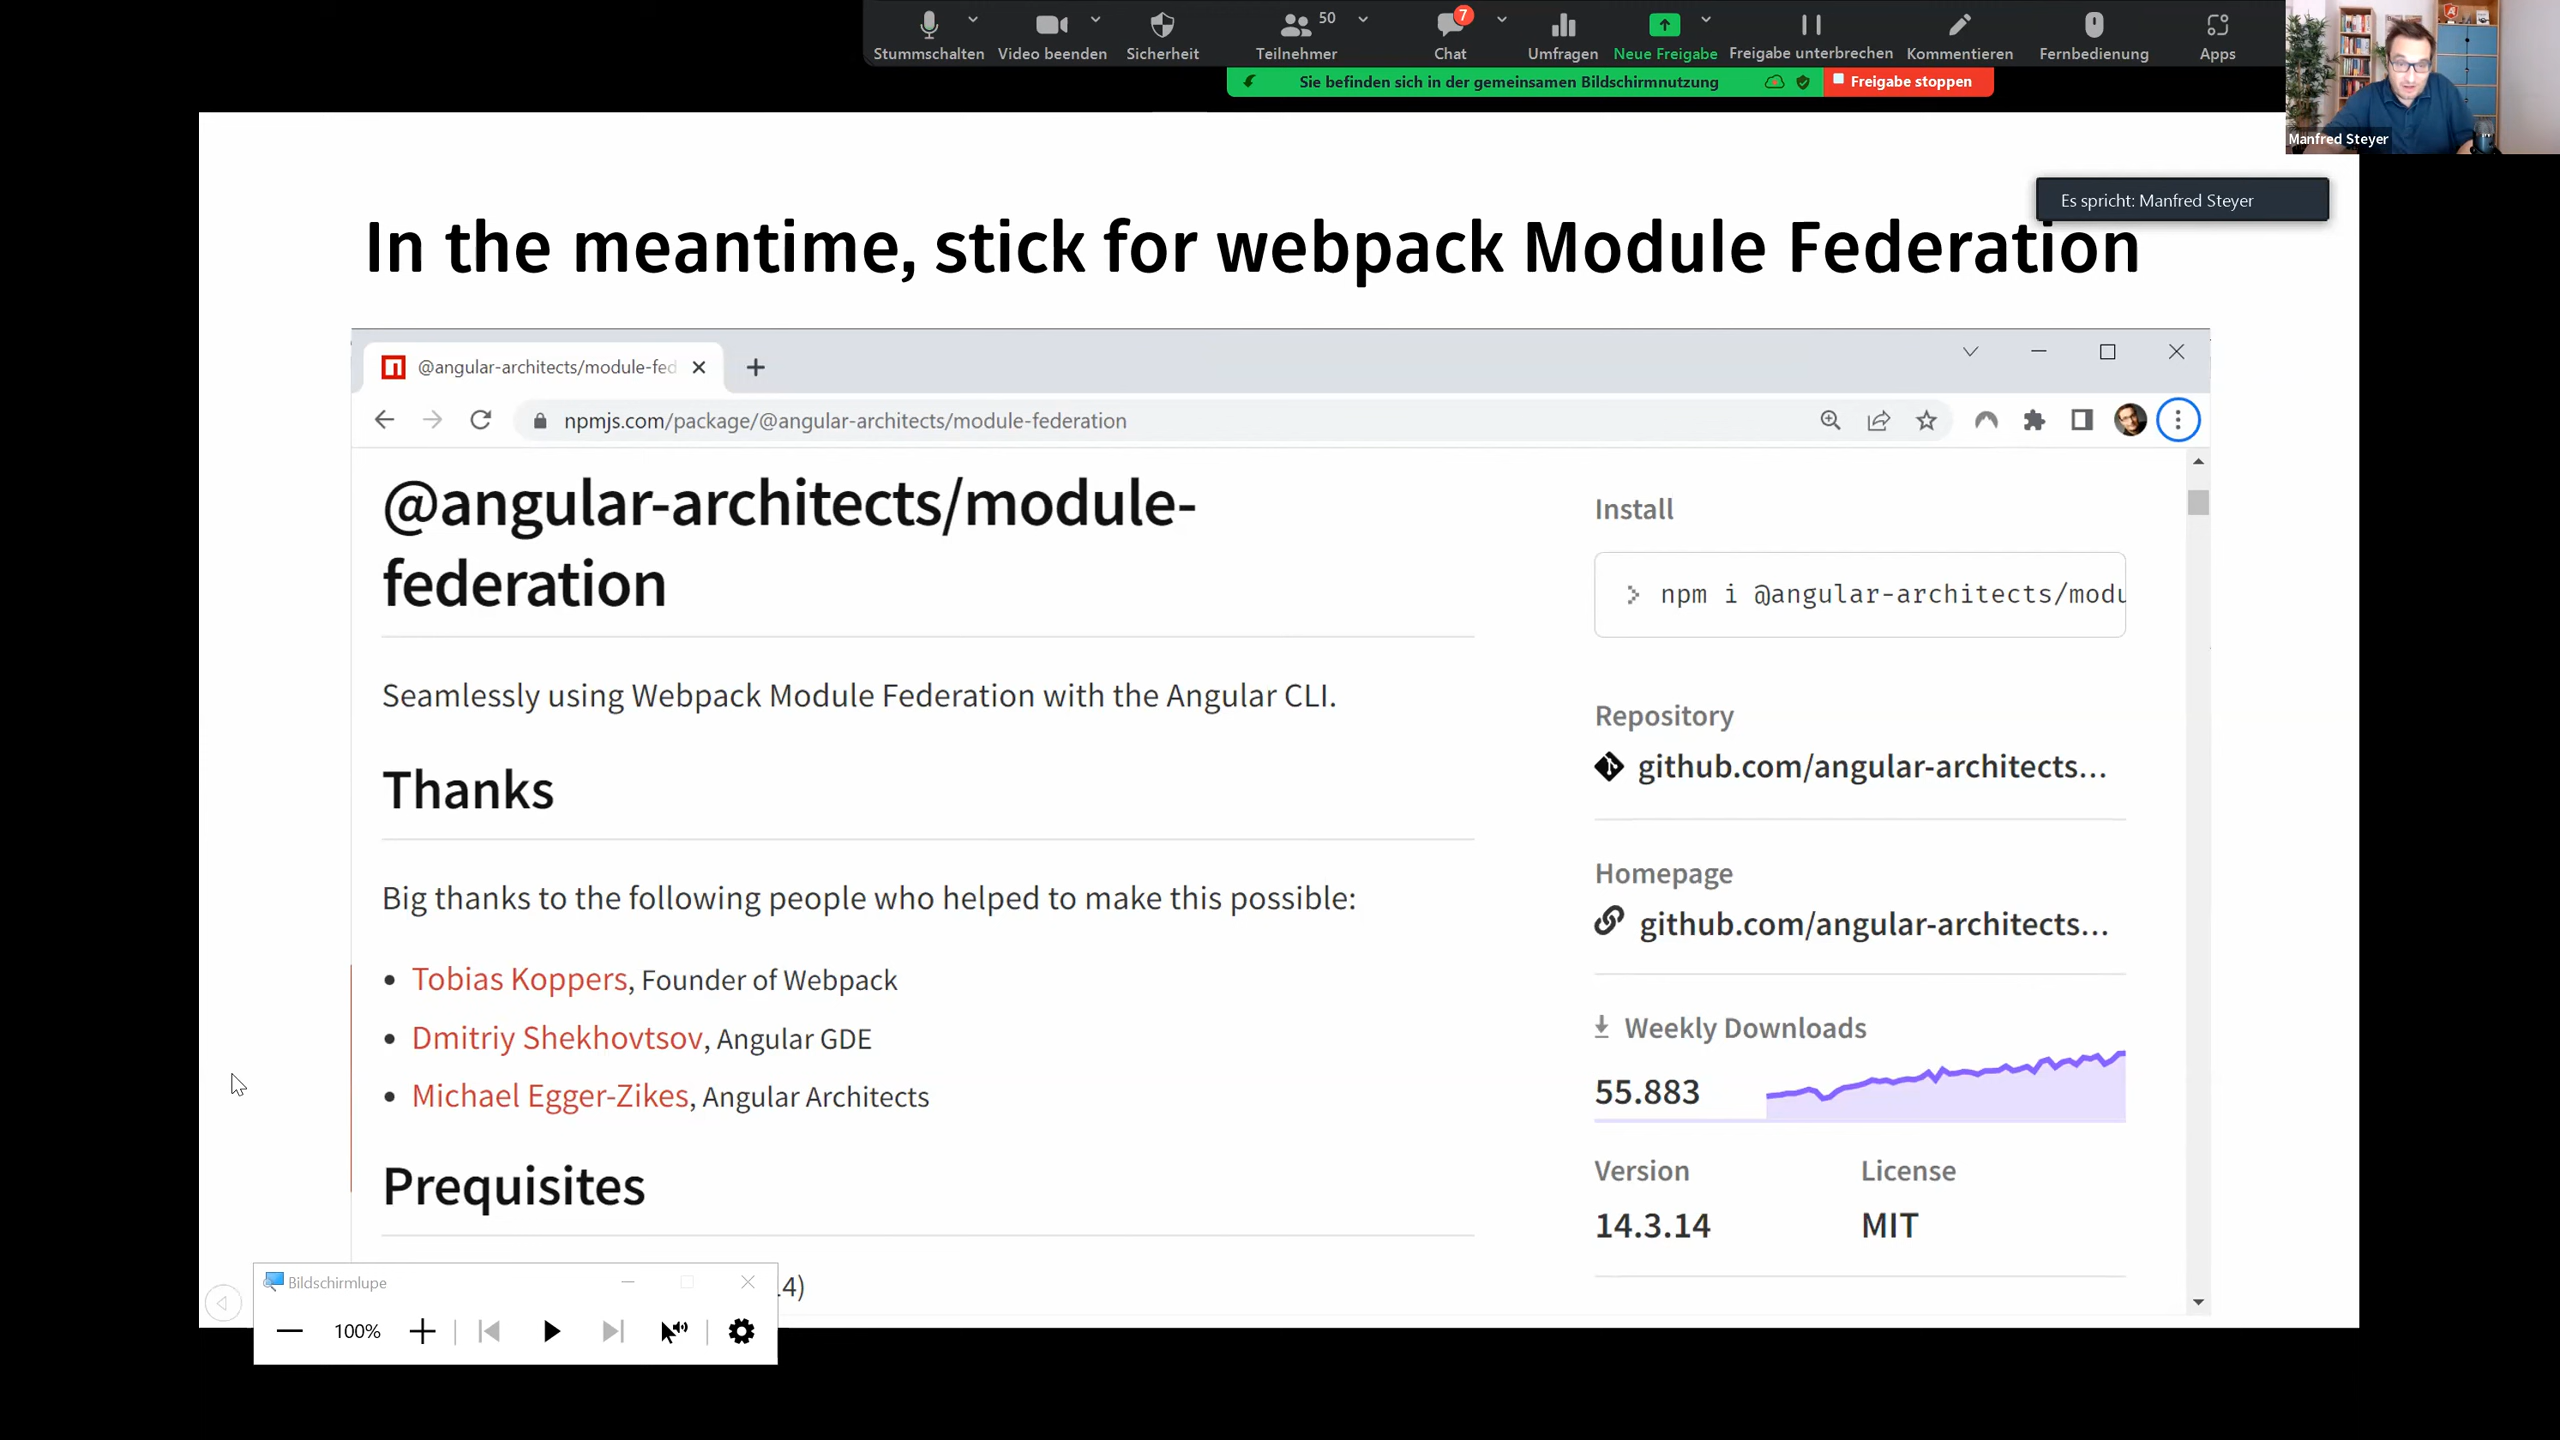 Stummschalten
Video beenden
Sicherheit
50
Teilnehmer
7
Chat
Umfragen
Neue Freigabe
Freigabe unterbrechen
Kommentieren
Fernbedienung
Apps
Sie befinden sich in der gemeinsamen Bildschirmnutzung
Freigabe stoppen
Manfred Steyer
Es spricht: Manfred Steyer
In the meantime, stick for webpack Module Federation
@angular-architects/module-fed
npmjs.com/package/@angular-architects/module-federation
@angular-architects/module-
federation
Seamlessly using Webpack Module Federation with the Angular CLI.
Thanks
Big thanks to the following people who helped to make this possible:
• Tobias Koppers, Founder of Webpack
• Dmitriy Shekhovtsov, Angular GDE
• Michael Egger-Zikes, Angular Architects
Prequisites
4)
Install
> npm i @angular-architects/modu
Repository
github.com/angular-architects...
Homepage
github.com/angular-architects...
Weekly Downloads
55.883
Version
License
14.3.14
MIT
Bildschirmlupe
100%